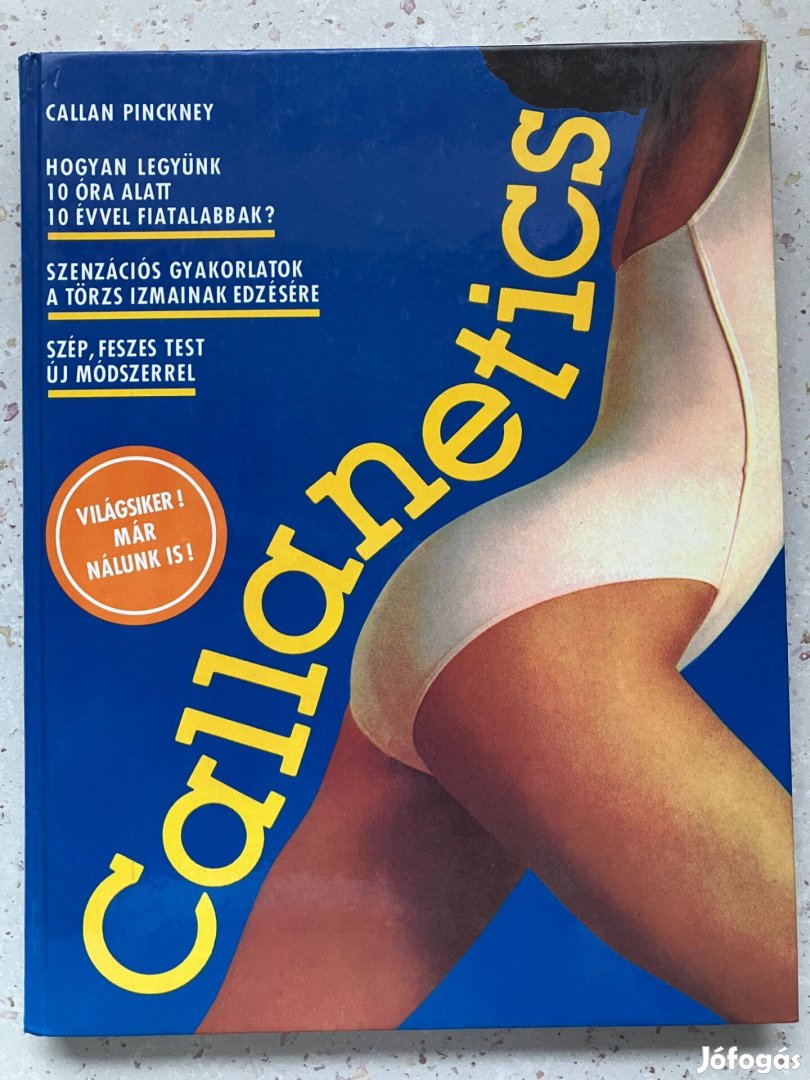 CALLAN PINCKNEY
HOGYAN LEGYÜNK
10 ÓRA ALATT
10 ÉVVEL FIATALABBAK?
SZENZÁCIÓS GYAKORLATOK
A TÖRZS IZMAINAK EDZÉSÉRE
SZÉP, FESZES TEST
ÚJ MÓDSZERREL
VILÁGSIKER!
MÁR
NÁLUNK IS!
Callanetics
Jófogás